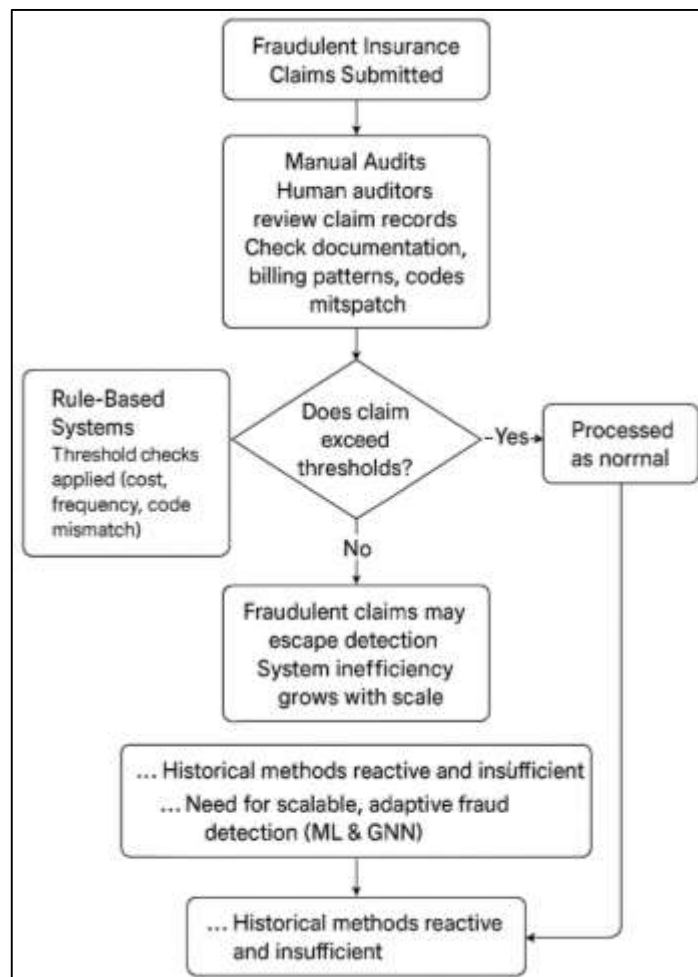 Fraudulent Insurance
Claims Submitted
Manual Audits
Human auditors
review claim records
Check documentation,
billing patterns, codes
mitspatch
Rule-Based
Systems
Threshold checks
applied (cost,
frequency, code
mismatch)
Does claim
exceed
thresholds?
Yes
Processed
as norrnal
No
Fraudulent claims may
escape detection
System inefficiency
grows with scale
... Historical methods reactive and insufficient
... Need for scalable, adaptive fraud
detection (ML & GNN)
... Historical methods reactive
and insufficient